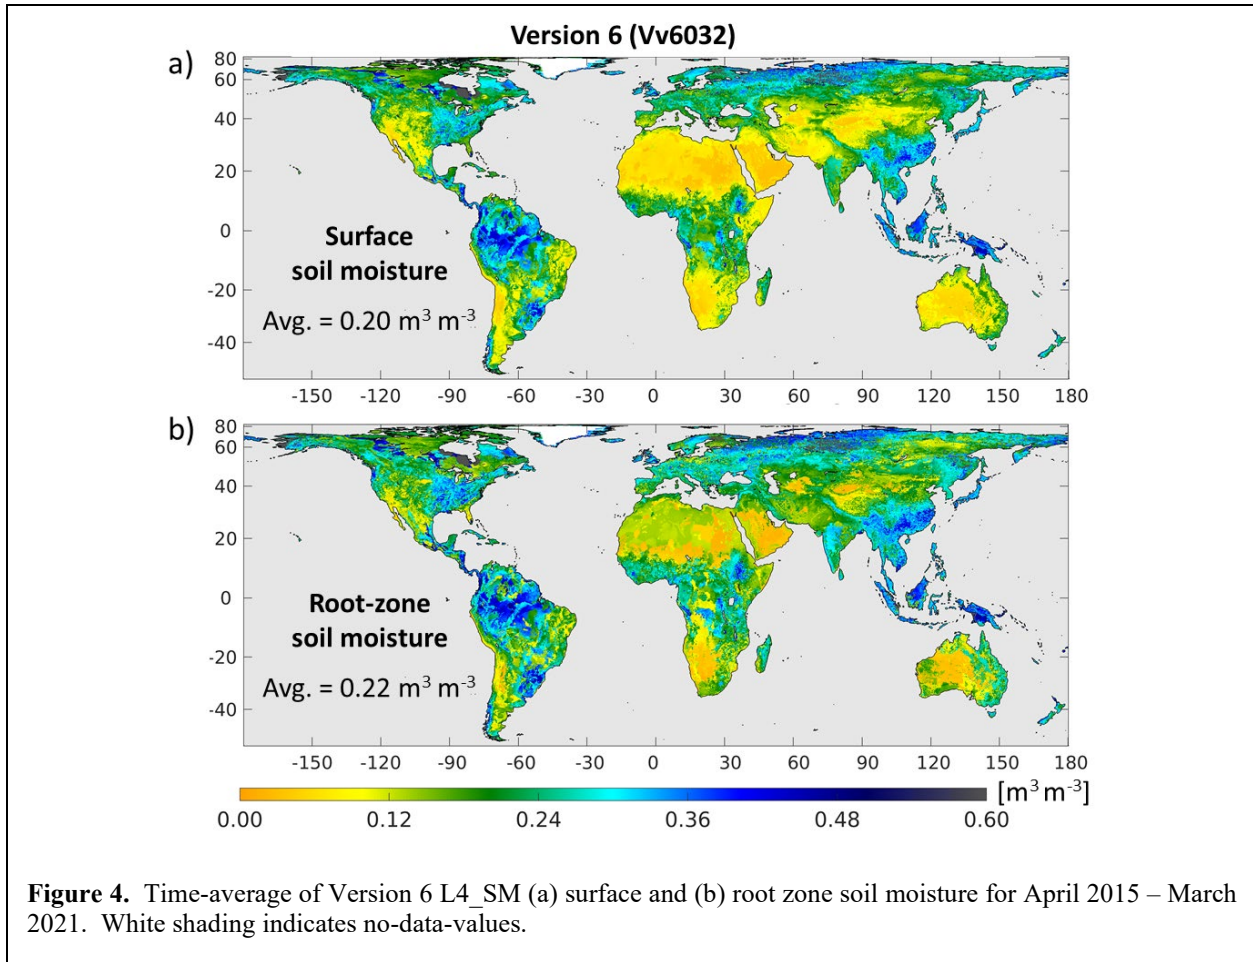 Version 6 (Vv6032)
a)
80
60
40
20
0
-20
-40
Surface
soil moisture
Avg. = 0.20 m³ m⁻³
-150 -120 -90 -60 -30 0 30 60 90 120 150 180
b)
80
60
40
20
0
-20
-40
Root-zone
soil moisture
Avg. = 0.22 m³ m⁻³
-150 -120 -90 -60 -30 0 30 60 90 120 150 180
[m³ m⁻³]
0.00 0.12 0.24 0.36 0.48 0.60
Figure 4. Time-average of Version 6 L4_SM (a) surface and (b) root zone soil moisture for April 2015 – March
2021. White shading indicates no-data-values.